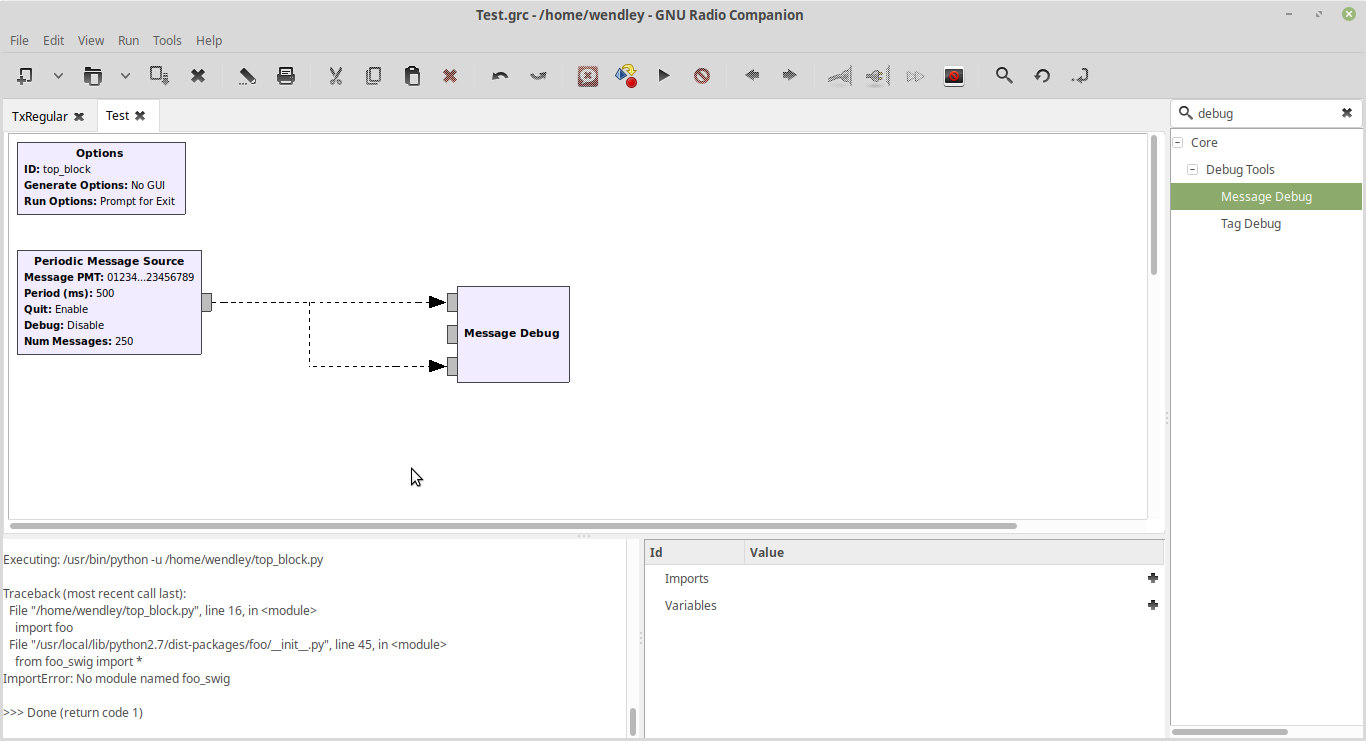 Test.grc - /home/wendley - GNU Radio Companion
File Edit View Run Tools Help
TxRegular
Test
debug
Options
ID: top_block
Generate Options: No GUI
Run Options: Prompt for Exit
Periodic Message Source
Message PMT: 01234...23456789
Period (ms): 500
Quit: Enable
Debug: Disable
Num Messages: 250
Message Debug
Core
Debug Tools
Message Debug
Tag Debug
Executing: /usr/bin/python -u /home/wendley/top_block.py
Traceback (most recent call last):
File "/home/wendley/top_block.py", line 16, in <module>
import foo
File "/usr/local/lib/python2.7/dist-packages/foo/__init__.py", line 45, in <module>
from foo_swig import *
ImportError: No module named foo_swig
>>> Done (return code 1)
Id Value
Imports
Variables